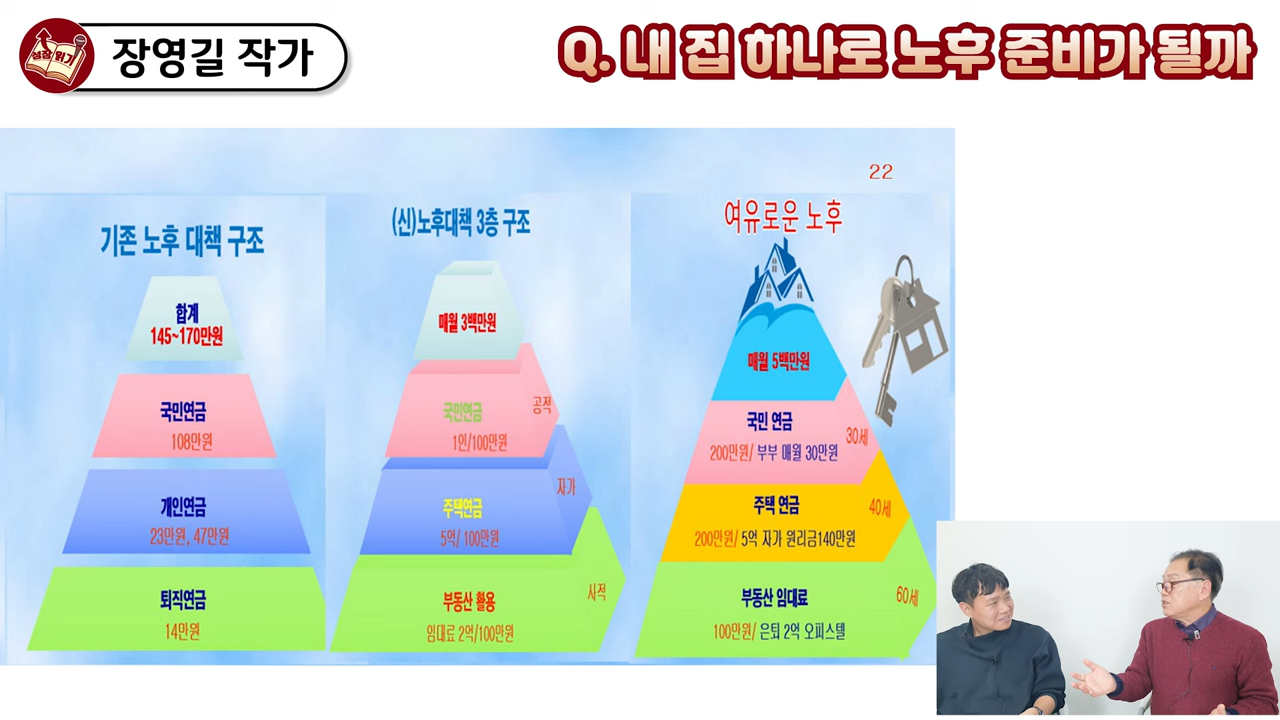 성공읽기
장영길 작가
Q. 내 집 하나로 노후 준비가 될까
22
기존 노후 대책 구조
합계
145~170만원
국민연금
108만원
개인연금
23만원, 47만원
퇴직연금
14만원
(신)노후대책 3층 구조
매월 3백만원
국민연금
1인/100만원
공적
주택연금
5억/ 100만원
자가
부동산 활용
임대료 2억/100만원
사적
여유로운 노후
매월 5백만원
국민 연금
200만원/ 부부 매월 30만원
30세
주택 연금
200만원/ 5억 자가 원리금140만원
40세
부동산 임대료
100만원/ 은퇴 2억 오피스텔
60세